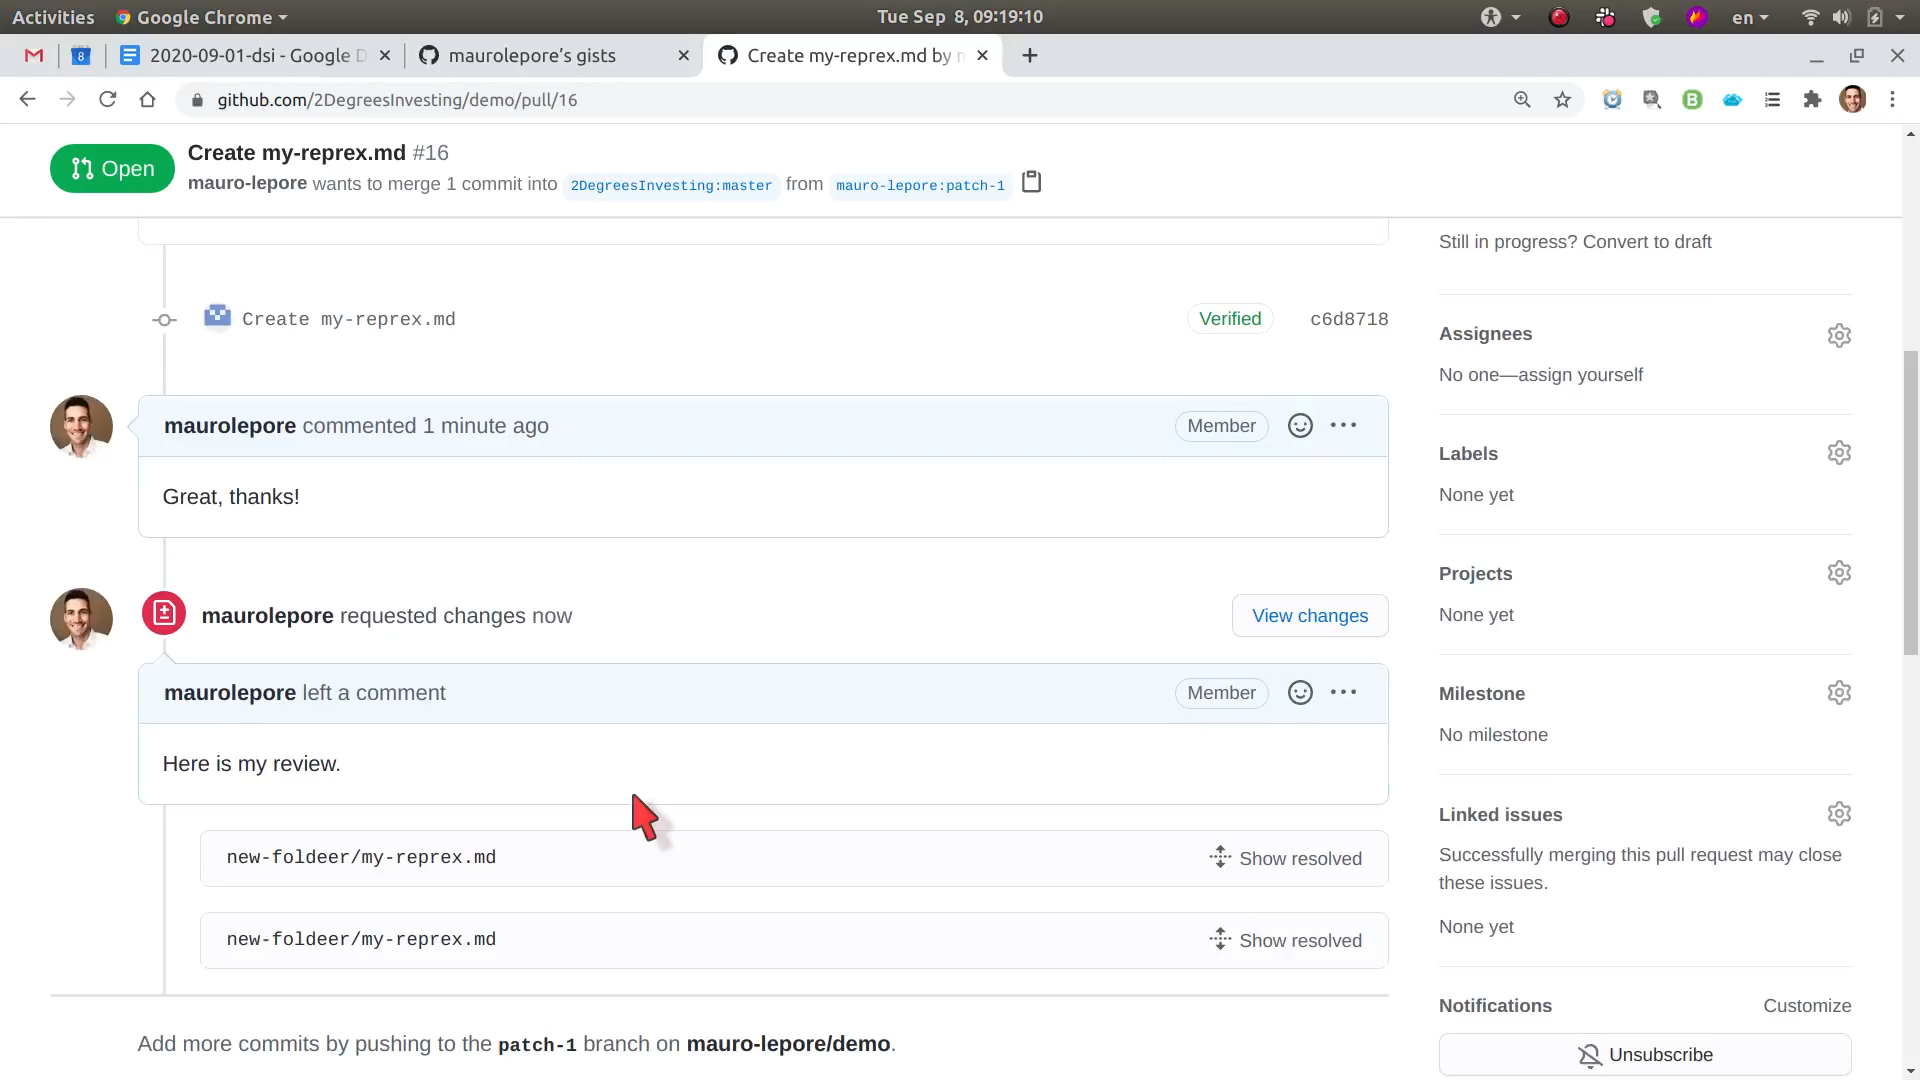 Activities
Google Chrome
Tue Sep 8, 09:19:10
en
8
2020-09-01-dsi - Google D
maurolepore's gists
Create my-reprex.md by
github.com/2DegreesInvesting/demo/pull/16
B
Open
Create my-reprex.md #16
mauro-lepore wants to merge 1 commit into 2DegreesInvesting:master from mauro-lepore:patch-1
Still in progress? Convert to draft
Create my-reprex.md
Verified
c6d8718
Assignees
No one—assign yourself
maurolepore commented 1 minute ago
Member
Great, thanks!
Labels
None yet
Projects
None yet
maurolepore requested changes now
View changes
maurolepore left a comment
Member
Here is my review.
Milestone
No milestone
new-foldeer/my-reprex.md
Show resolved
new-foldeer/my-reprex.md
Show resolved
Linked issues
Successfully merging this pull request may close
these issues.
None yet
Notifications
Customize
Unsubscribe
Add more commits by pushing to the patch-1 branch on mauro-lepore/demo.